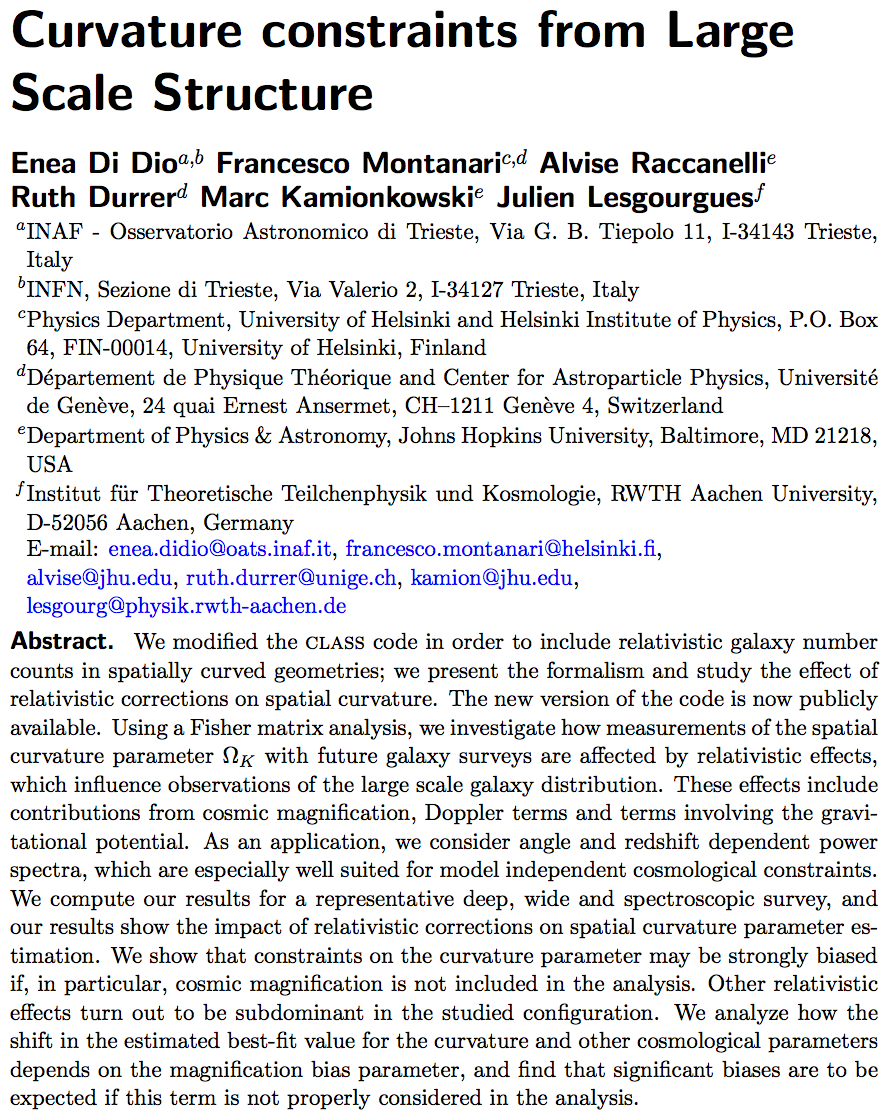 Curvature constraints from Large
Scale Structure
Enea Di Dio^{a,b} Francesco Montanari^{c,d} Alvise Raccanelli^{e}
Ruth Durrer^{d} Marc Kamionkowski^{e} Julien Lesgourgues^{f}
^{a}INAF - Osservatorio Astronomico di Trieste, Via G. B. Tiepolo 11, I-34143 Trieste,
Italy
^{b}INFN, Sezione di Trieste, Via Valerio 2, I-34127 Trieste, Italy
^{c}Physics Department, University of Helsinki and Helsinki Institute of Physics, P.O. Box
64, FIN-00014, University of Helsinki, Finland
^{d}Département de Physique Théorique and Center for Astroparticle Physics, Université
de Genève, 24 quai Ernest Ansermet, CH–1211 Genève 4, Switzerland
^{e}Department of Physics & Astronomy, Johns Hopkins University, Baltimore, MD 21218,
USA
^{f}Institut für Theoretische Teilchenphysik und Kosmologie, RWTH Aachen University,
D-52056 Aachen, Germany
E-mail: enea.didio@oats.inaf.it, francesco.montanari@helsinki.fi,
alvise@jhu.edu, ruth.durrer@unige.ch, kamion@jhu.edu,
lesgourg@physik.rwth-aachen.de
Abstract. We modified the CLASS code in order to include relativistic galaxy number
counts in spatially curved geometries; we present the formalism and study the effect of
relativistic corrections on spatial curvature. The new version of the code is now publicly
available. Using a Fisher matrix analysis, we investigate how measurements of the spatial
curvature parameter Ω_K with future galaxy surveys are affected by relativistic effects,
which influence observations of the large scale galaxy distribution. These effects include
contributions from cosmic magnification, Doppler terms and terms involving the gravi-
tational potential. As an application, we consider angle and redshift dependent power
spectra, which are especially well suited for model independent cosmological constraints.
We compute our results for a representative deep, wide and spectroscopic survey, and
our results show the impact of relativistic corrections on spatial curvature parameter es-
timation. We show that constraints on the curvature parameter may be strongly biased
if, in particular, cosmic magnification is not included in the analysis. Other relativistic
effects turn out to be subdominant in the studied configuration. We analyze how the
shift in the estimated best-fit value for the curvature and other cosmological parameters
depends on the magnification bias parameter, and find that significant biases are to be
expected if this term is not properly considered in the analysis.